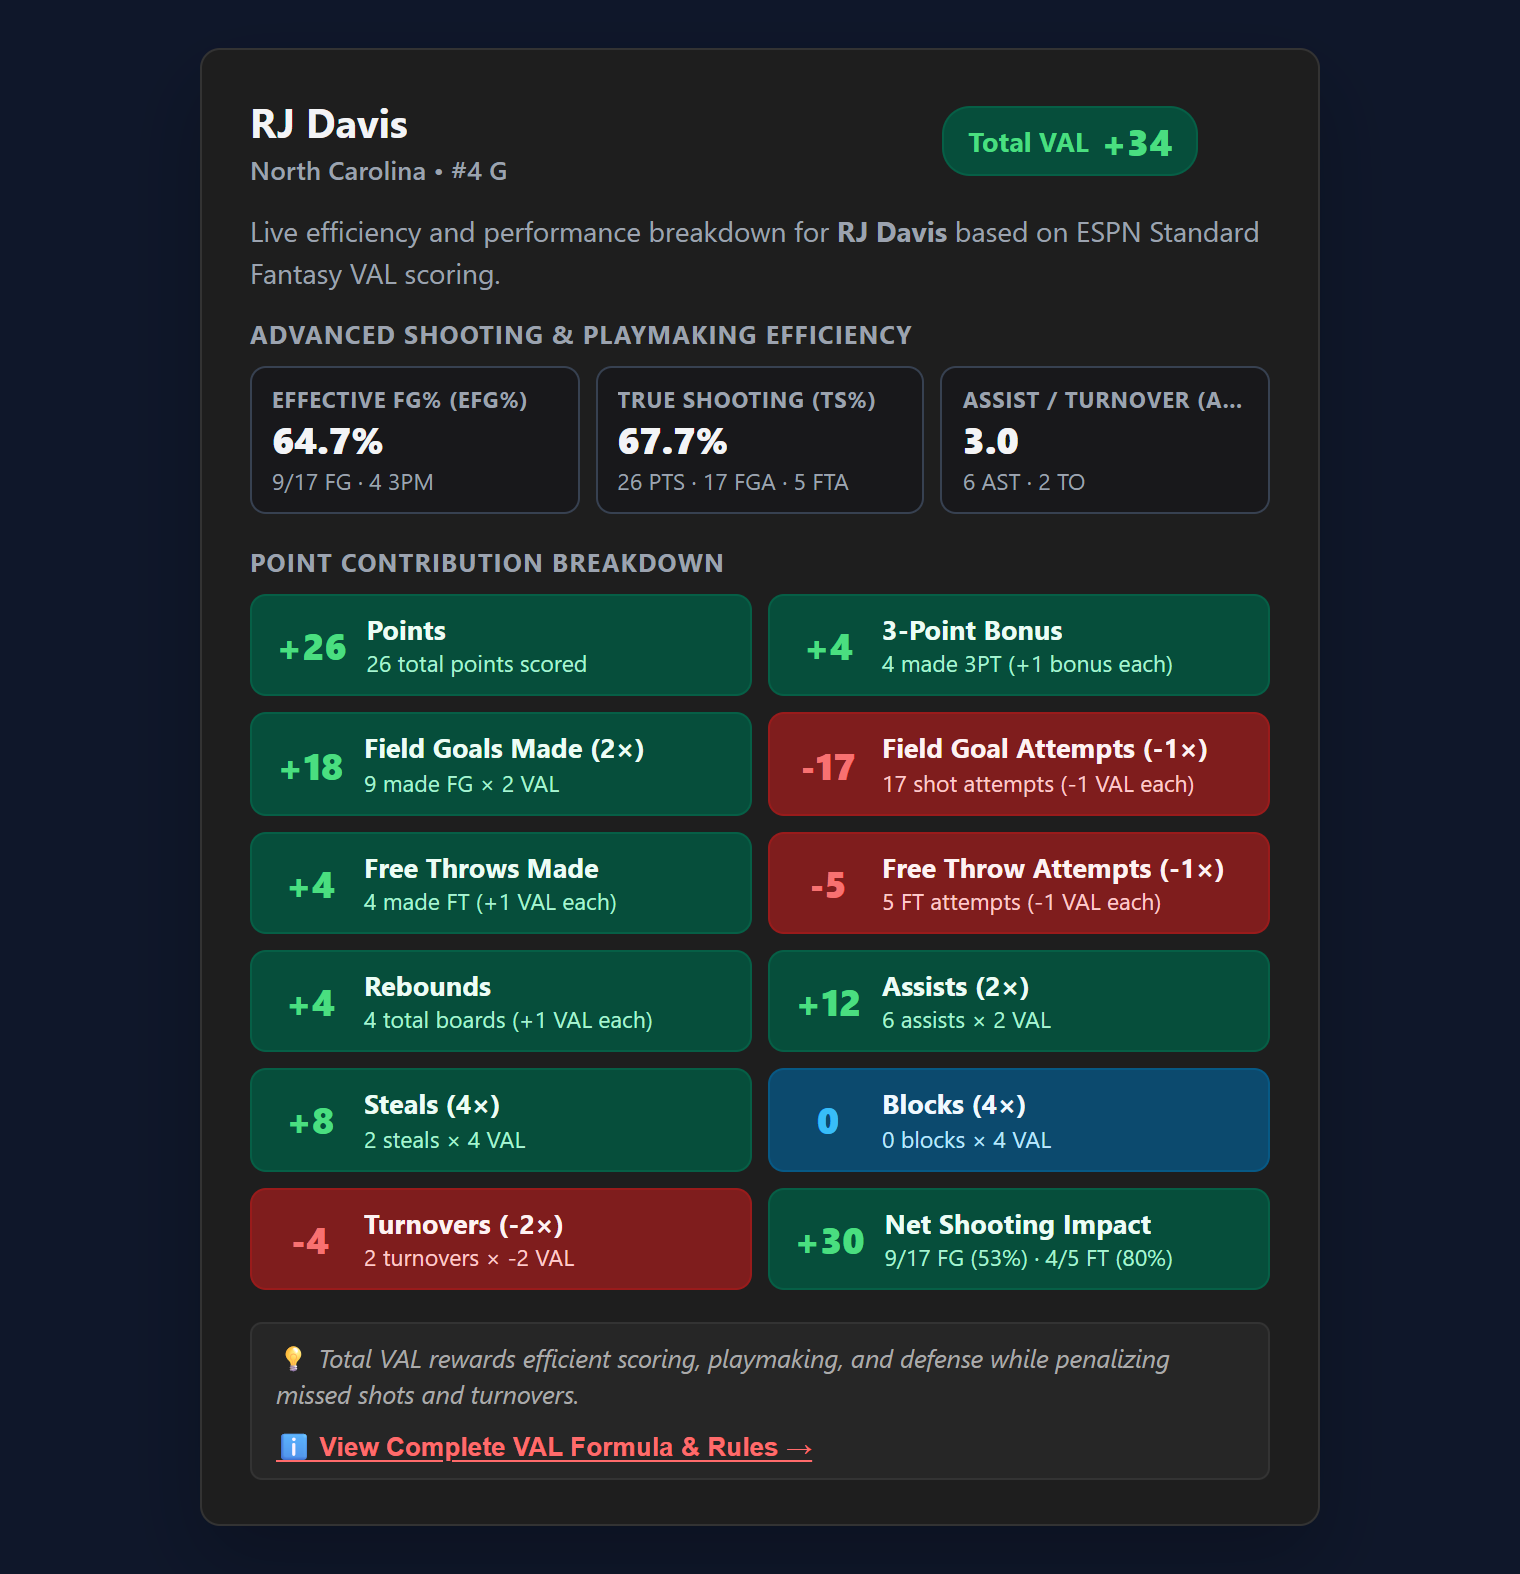 RJ Davis
North Carolina • #4 G
Total VAL +34
Live efficiency and performance breakdown for RJ Davis based on ESPN Standard
Fantasy VAL scoring.
ADVANCED SHOOTING & PLAYMAKING EFFICIENCY
EFFECTIVE FG% (EFG%)
64.7%
9/17 FG · 4 3PM
TRUE SHOOTING (TS%)
67.7%
26 PTS · 17 FGA · 5 FTA
ASSIST / TURNOVER (A...
3.0
6 AST · 2 TO
POINT CONTRIBUTION BREAKDOWN
+26
Points
26 total points scored
+4
3-Point Bonus
4 made 3PT (+1 bonus each)
+18
Field Goals Made (2×)
9 made FG × 2 VAL
-17
Field Goal Attempts (-1×)
17 shot attempts (-1 VAL each)
+4
Free Throws Made
4 made FT (+1 VAL each)
-5
Free Throw Attempts (-1×)
5 FT attempts (-1 VAL each)
+4
Rebounds
4 total boards (+1 VAL each)
+12
Assists (2×)
6 assists × 2 VAL
+8
Steals (4×)
2 steals × 4 VAL
0
Blocks (4×)
0 blocks × 4 VAL
-4
Turnovers (-2×)
2 turnovers × -2 VAL
+30
Net Shooting Impact
9/17 FG (53%) · 4/5 FT (80%)
💡 Total VAL rewards efficient scoring, playmaking, and defense while penalizing
missed shots and turnovers.
ℹ️ View Complete VAL Formula & Rules →